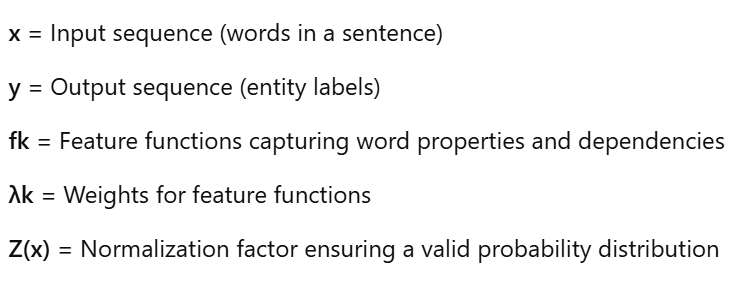 x = Input sequence (words in a sentence)
y = Output sequence (entity labels)
fk = Feature functions capturing word properties and dependencies
λk = Weights for feature functions
Z(x) = Normalization factor ensuring a valid probability distribution